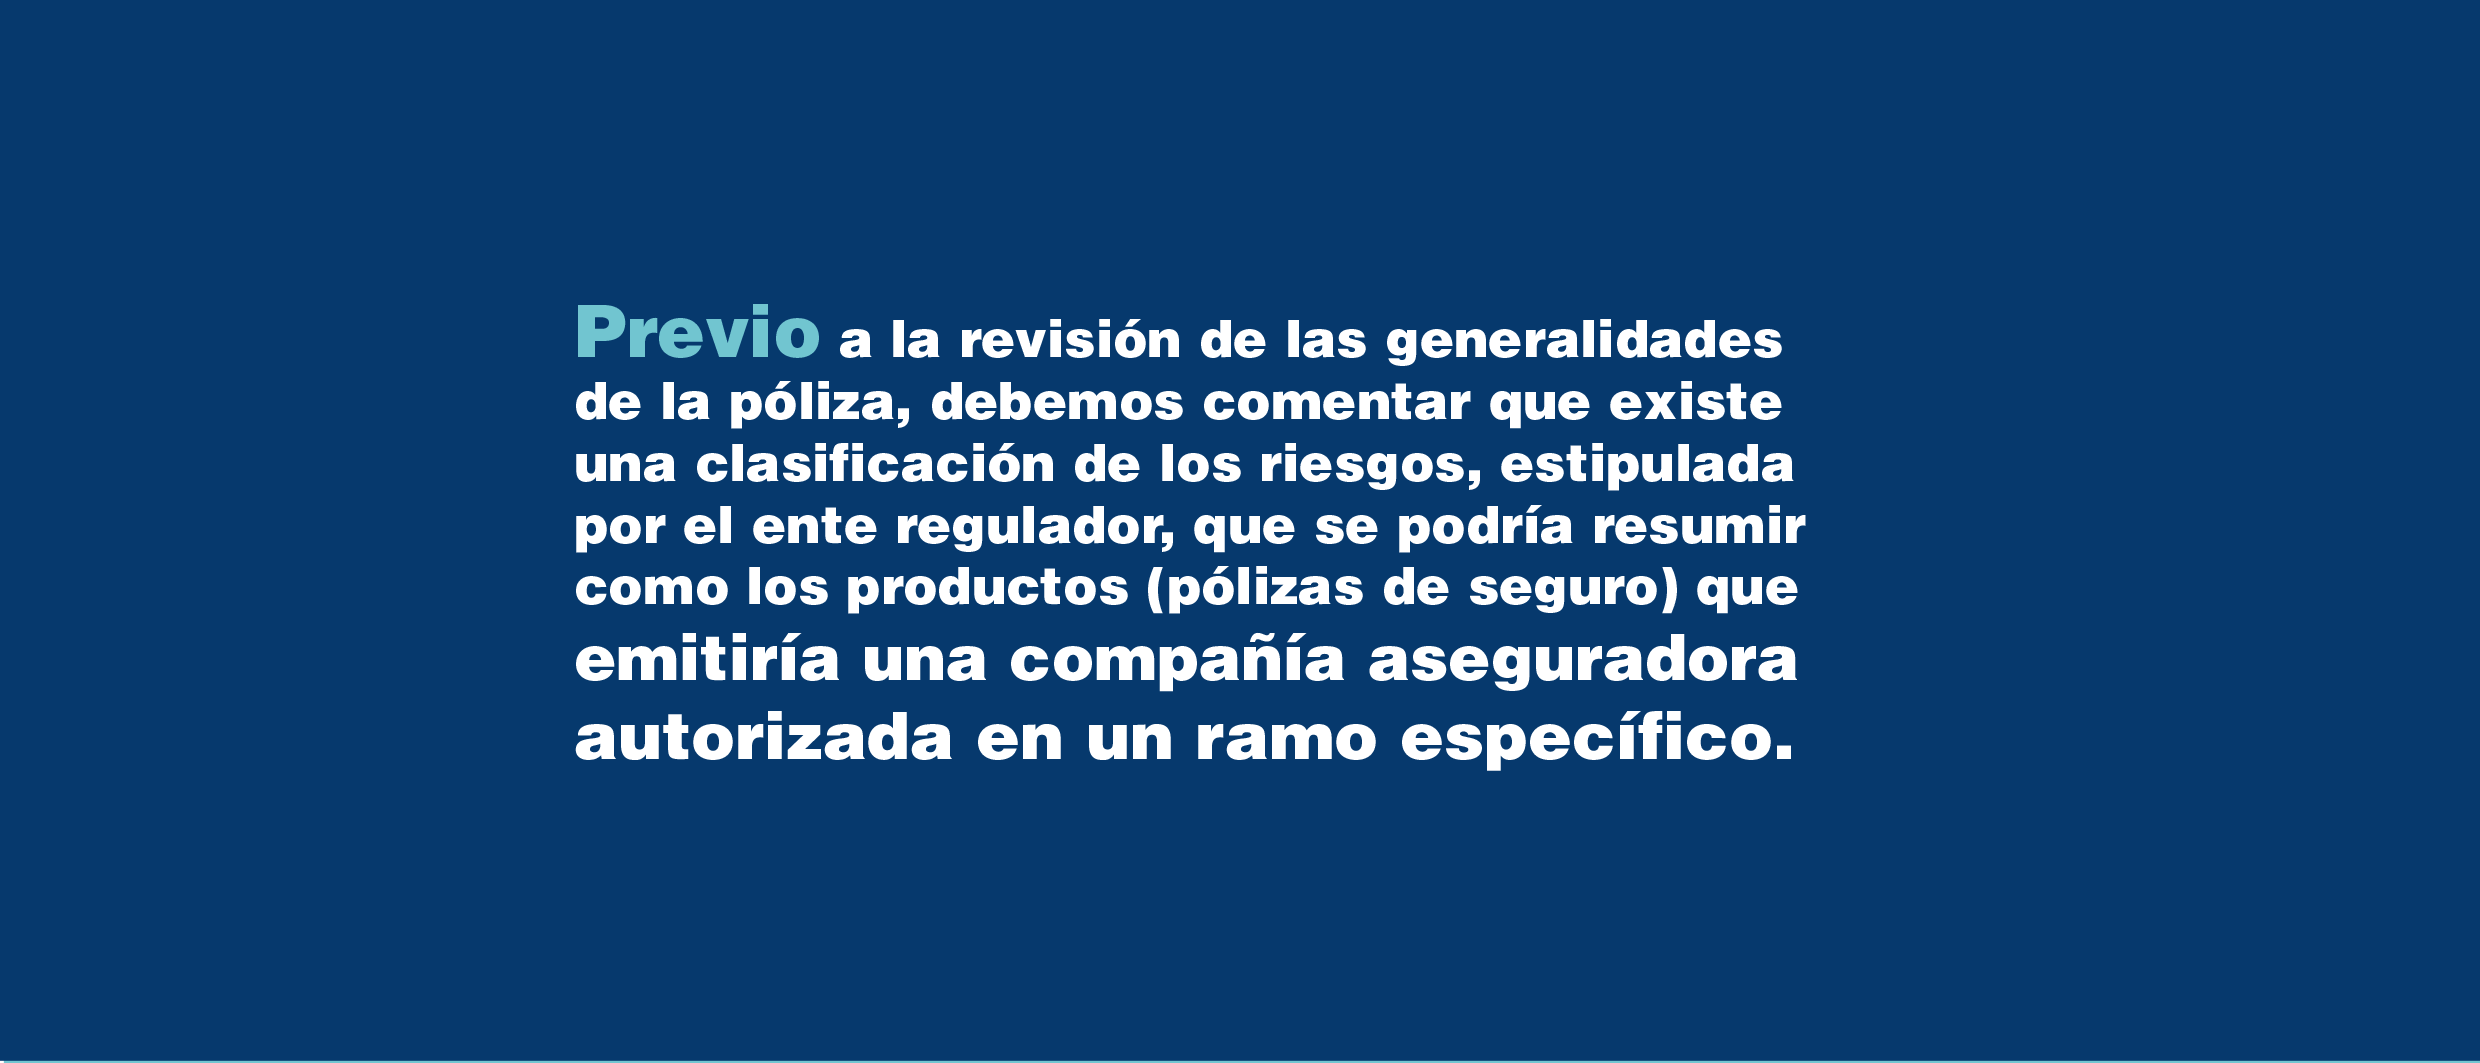 Previo a la revisión de las generalidades
de la póliza, debemos comentar que existe
una clasificación de los riesgos, estipulada
por el ente regulador, que se podría resumir
como los productos (pólizas de seguro) que
emitiría una compañía aseguradora
autorizada en un ramo específico.